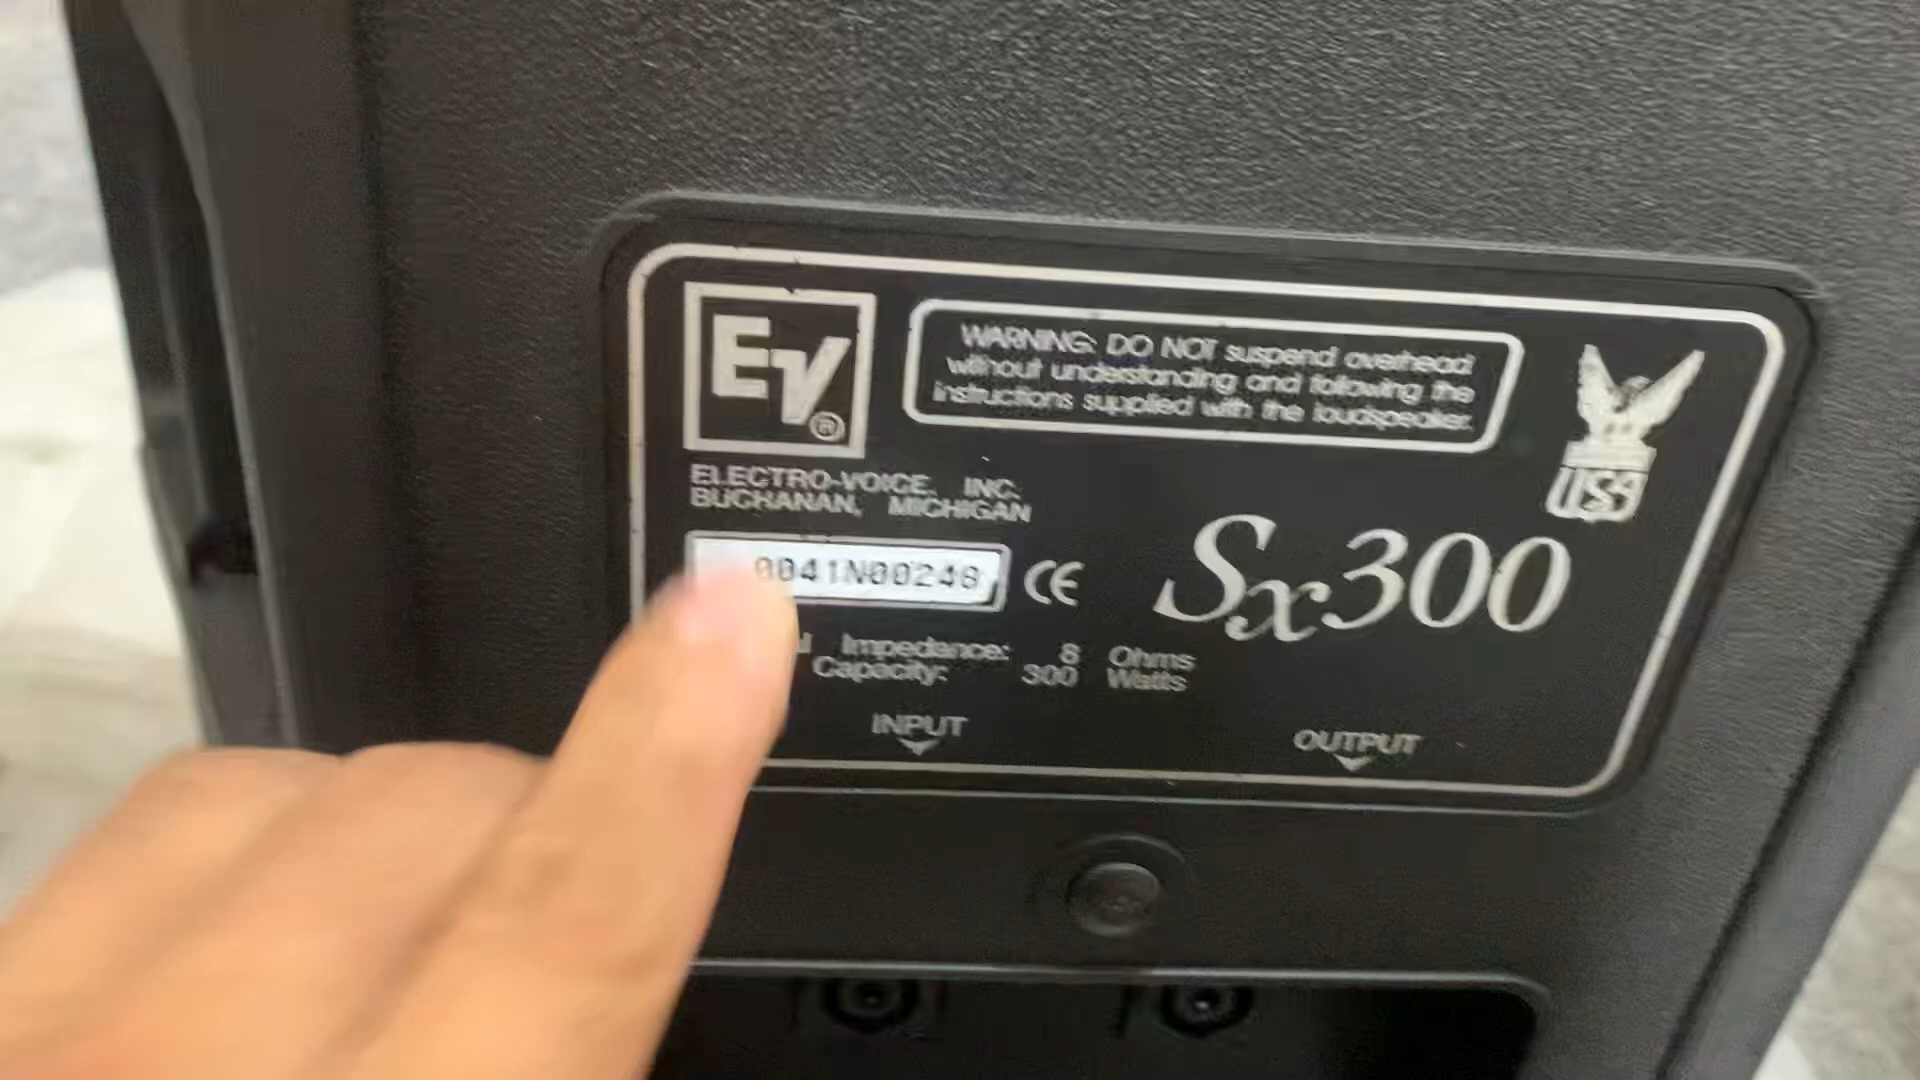 EV®
WARNING: DO NOT suspend overhead
without understanding and following the
instructions supplied with the loudspeaker.
USA
ELECTRO-VOICE, INC.
BUCHANAN, MICHIGAN
0041N00248
CE
Sx300
Impedance: 8 Ohms
Capacity: 300 Watts
INPUT
OUTPUT